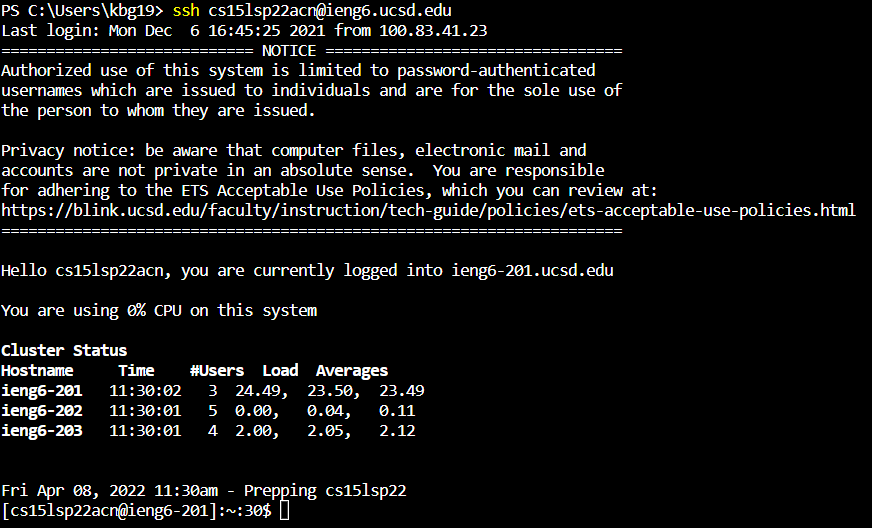 PS C:\Users\kbg19> ssh cs15lsp22acn@ieng6.ucsd.edu
Last login: Mon Dec  6 16:45:25 2021 from 100.83.41.23
============================ NOTICE =================================
Authorized use of this system is limited to password-authenticated
usernames which are issued to individuals and are for the sole use of
the person to whom they are issued.

Privacy notice: be aware that computer files, electronic mail and
accounts are not private in an absolute sense.  You are responsible
for adhering to the ETS Acceptable Use Policies, which you can review at:
https://blink.ucsd.edu/faculty/instruction/tech-guide/policies/ets-acceptable-use-policies.html
=====================================================================

Hello cs15lsp22acn, you are currently logged into ieng6-201.ucsd.edu

You are using 0% CPU on this system

Cluster Status
Hostname     Time    #Users  Load  Averages
ieng6-201   11:30:02   3  24.49,  23.50,  23.49
ieng6-202   11:30:01   5  0.00,   0.04,   0.11
ieng6-203   11:30:01   4  2.00,   2.05,   2.12


Fri Apr 08, 2022 11:30am - Prepping cs15lsp22
[cs15lsp22acn@ieng6-201]:~:30$